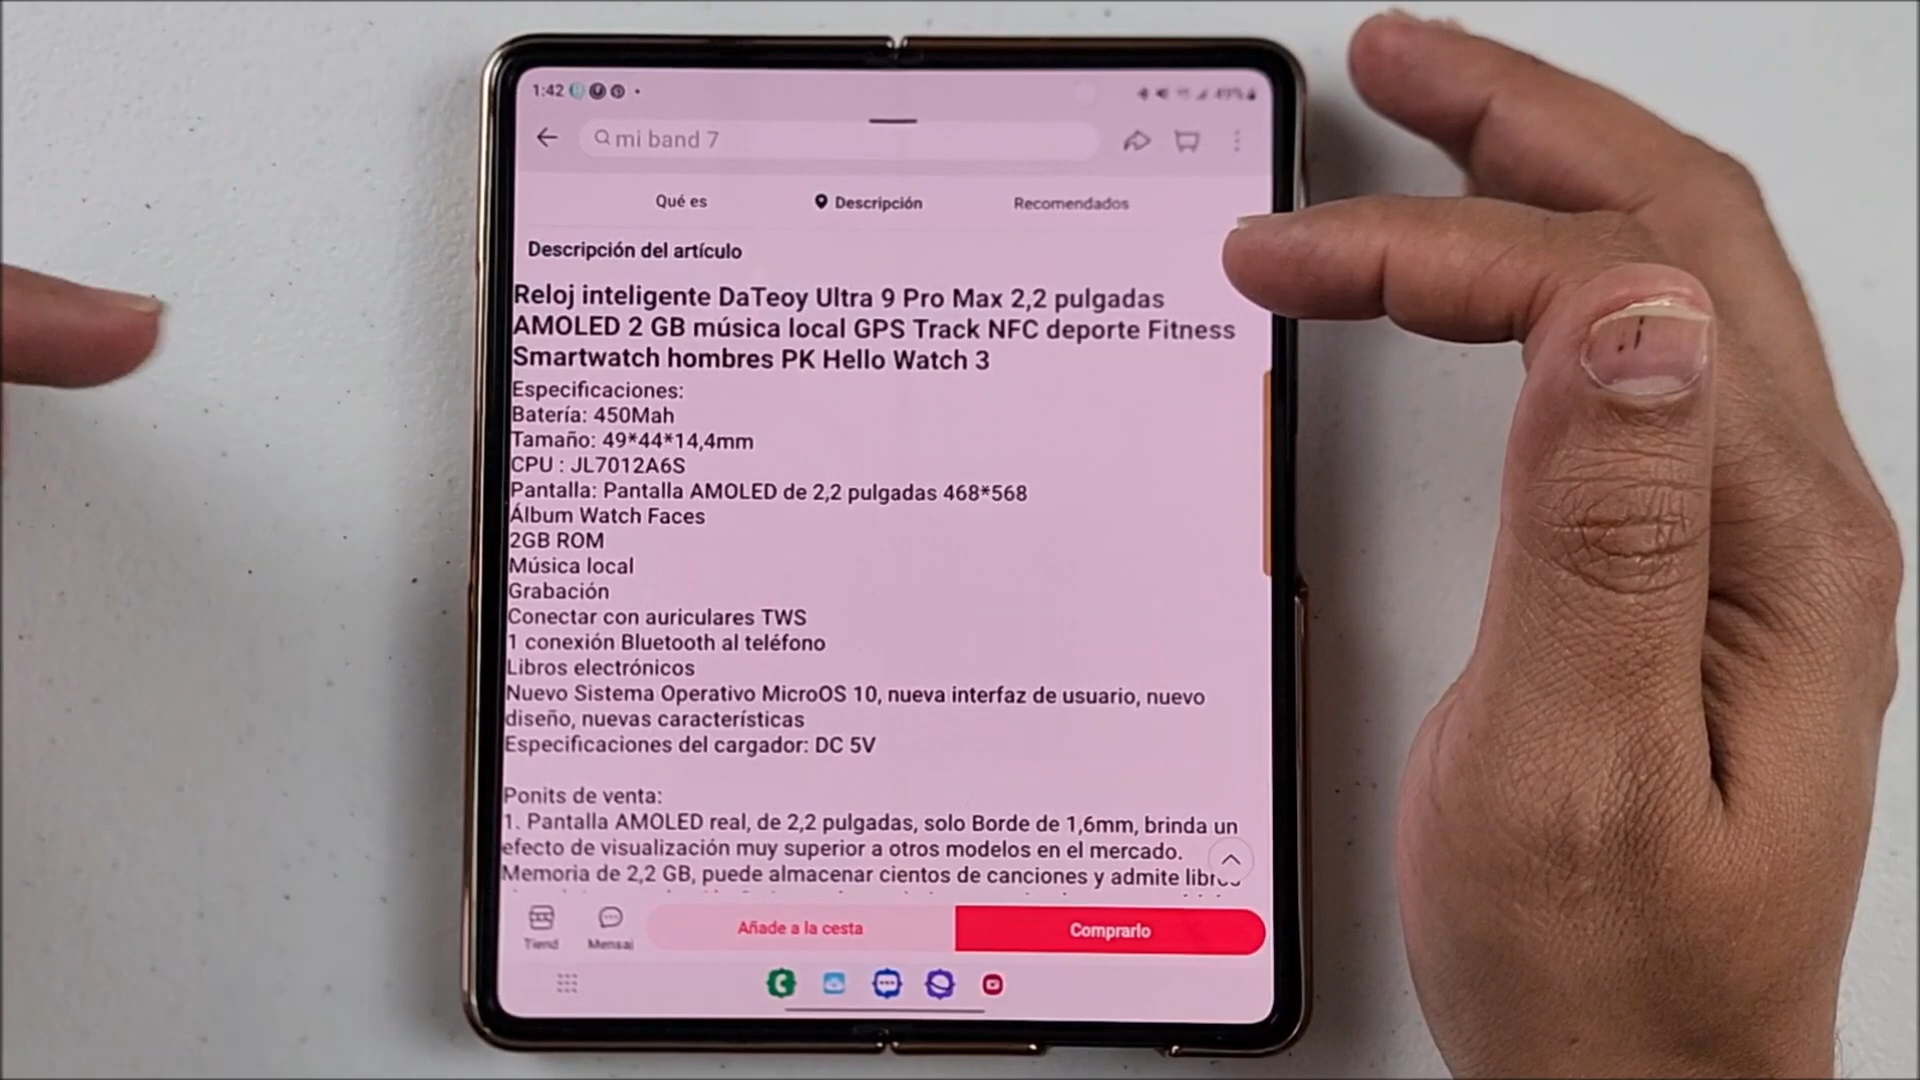 1:42
49%
mi band 7
Qué es
Descripción
Recomendados
Descripción del artículo
Reloj inteligente DaTeoy Ultra 9 Pro Max 2,2 pulgadas
AMOLED 2 GB música local GPS Track NFC deporte Fitness
Smartwatch hombres PK Hello Watch 3
Especificaciones:
Batería: 450Mah
Tamaño: 49*44*14,4mm
CPU : JL7012A6S
Pantalla: Pantalla AMOLED de 2,2 pulgadas 468*568
Álbum Watch Faces
2GB ROM
Música local
Grabación
Conectar con auriculares TWS
1 conexión Bluetooth al teléfono
Libros electrónicos
Nuevo Sistema Operativo MicroOS 10, nueva interfaz de usuario, nuevo
diseño, nuevas características
Especificaciones del cargador: DC 5V
Ponits de venta:
1. Pantalla AMOLED real, de 2,2 pulgadas, solo Borde de 1,6mm, brinda un
efecto de visualización muy superior a otros modelos en el mercado.
Memoria de 2,2 GB, puede almacenar cientos de canciones y admite libros
Tiend
Mensai
Añade a la cesta
Comprarlo